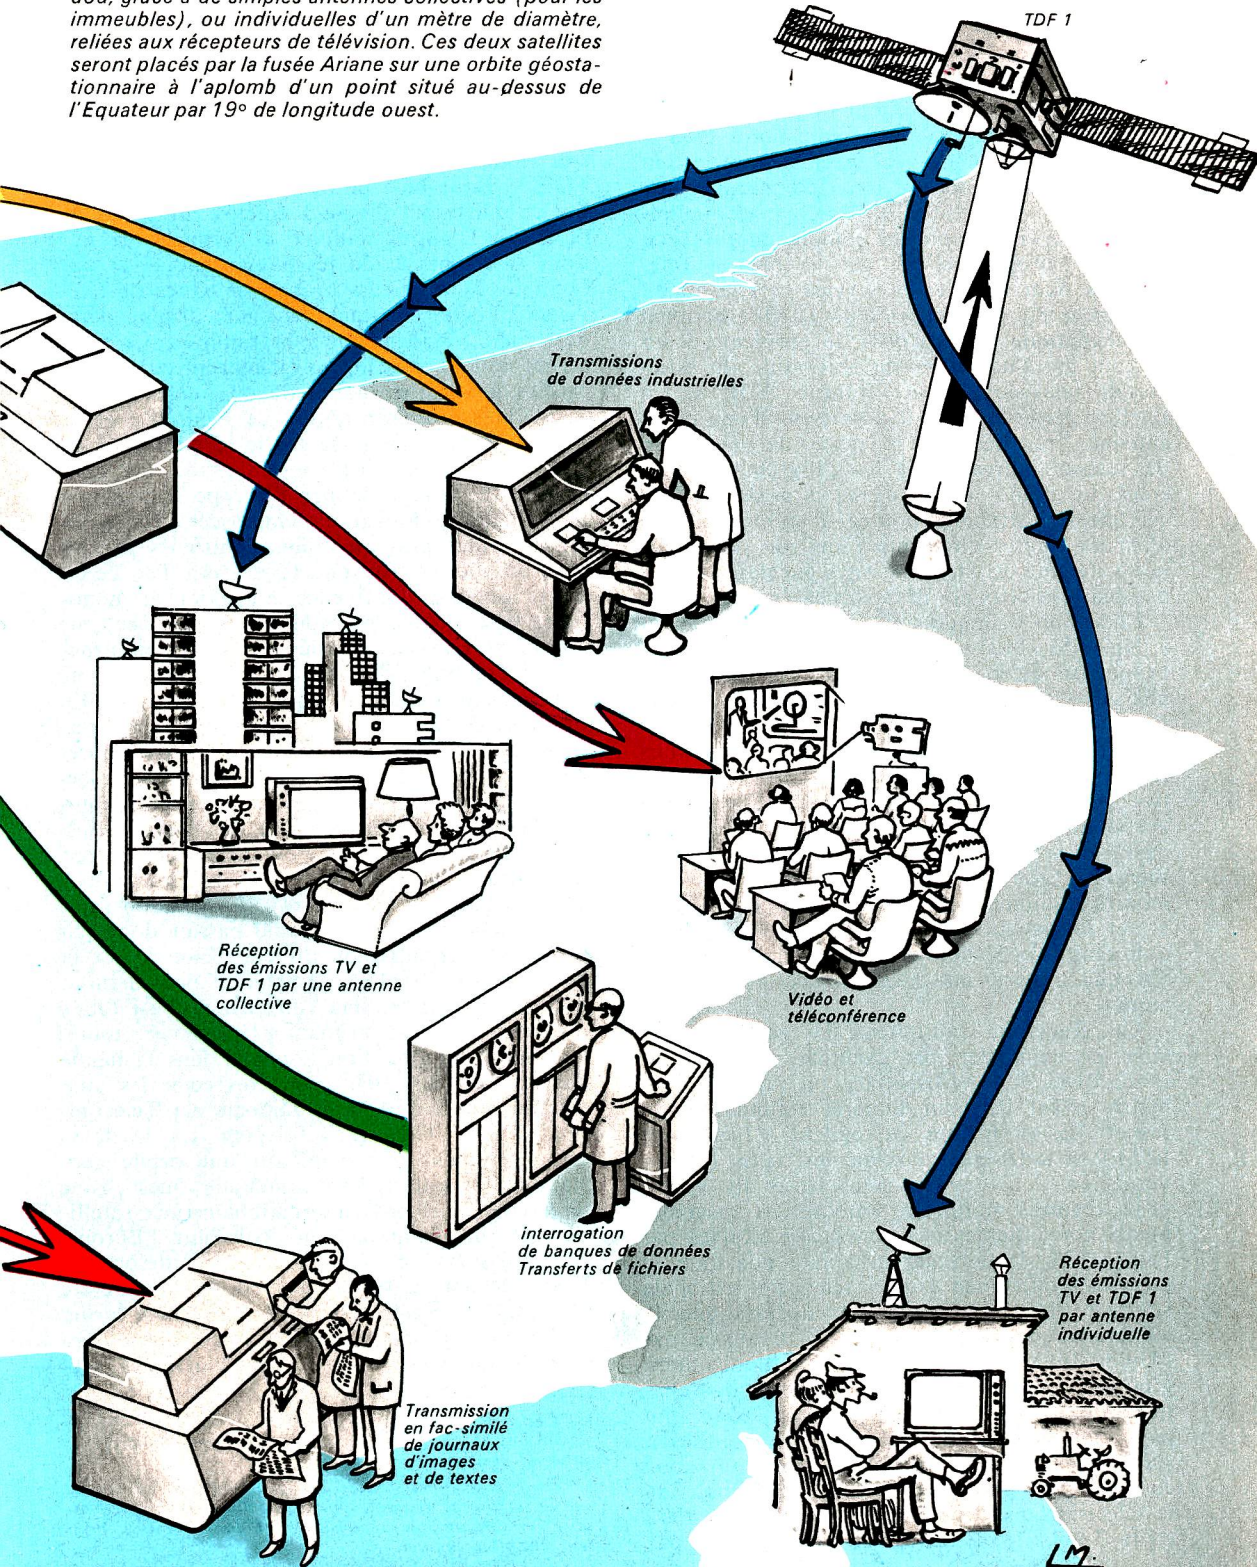 immeubles), ou individuelles d'un mètre de diamètre,
reliées aux récepteurs de télévision. Ces deux satellites
seront placés par la fusée Ariane sur une orbite géosta-
tionnaire à l'aplomb d'un point situé au-dessus de
l'Equateur par 19° de longitude ouest.
TDF 1
Transmissions
de données industrielles
Réception
des émissions TV et
TDF 1 par une antenne
collective
Vidéo et
téléconférence
interrogation
de banques de données
Transferts de fichiers
Réception
des émissions
TV et TDF 1
par antenne
individuelle
Transmission
en fac-similé
de journaux
d'images
et de textes
LM.